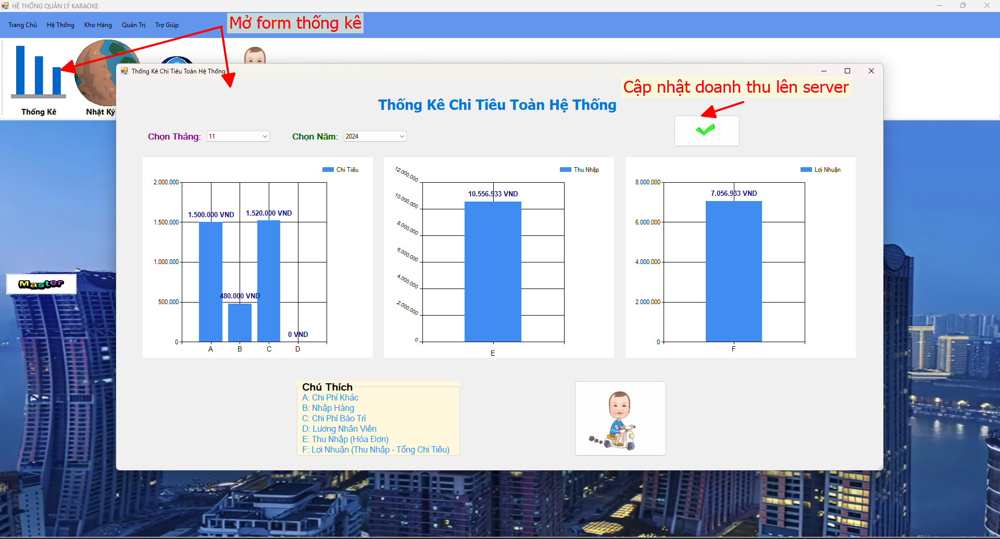 HỆ THỐNG QUẢN LÝ KARAOKE
Trang Chủ Hệ Thống Kho Hàng Quản Trị Trợ Giúp
Mở form thống kê
Thống Kê Nhật Ký
Thống Kê Chi Tiêu Toàn Hệ Thống
Cập nhật doanh thu lên server
Thống Kê Chi Tiêu Toàn Hệ Thống
Chọn Tháng: 11 Chọn Năm: 2024
Chi Tiêu
2.000.000
1.500.000
1.000.000
500.000
0
1.500.000 VND
480.000 VND
1.520.000 VND
0 VND
A B C D
Thu Nhập
12.000.000
10.000.000
8.000.000
6.000.000
4.000.000
2.000.000
0
10.556.933 VND
E
Lợi Nhuận
8.000.000
6.000.000
4.000.000
2.000.000
0
7.056.933 VND
F
Master
Chú Thích
A: Chi Phí Khác
B: Nhập Hàng
C: Chi Phí Bảo Trì
D: Lương Nhân Viên
E: Thu Nhập (Hóa Đơn)
F: Lợi Nhuận (Thu Nhập - Tổng Chi Tiêu)